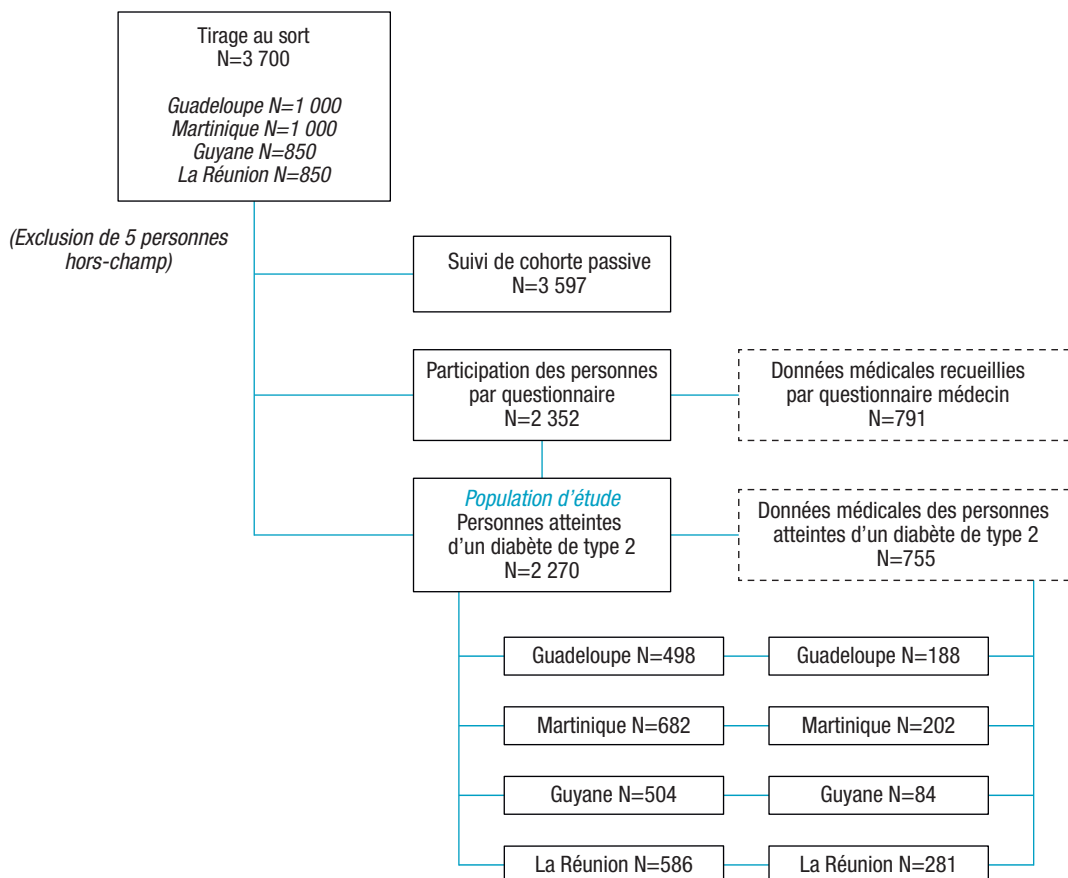 Tirage au sort
N=3 700
Guadeloupe N=1 000
Martinique N=1 000
Guyane N=850
La Réunion N=850
(Exclusion de 5 personnes
hors-champ)
Suivi de cohorte passive
N=3 597
Participation des personnes
par questionnaire
N=2 352
Données médicales recueillies
par questionnaire médecin
N=791
Population d'étude
Personnes atteintes
d'un diabète de type 2
N=2 270
Données médicales des personnes
atteintes d'un diabète de type 2
N=755
Guadeloupe N=498
Guadeloupe N=188
Martinique N=682
Martinique N=202
Guyane N=504
Guyane N=84
La Réunion N=586
La Réunion N=281